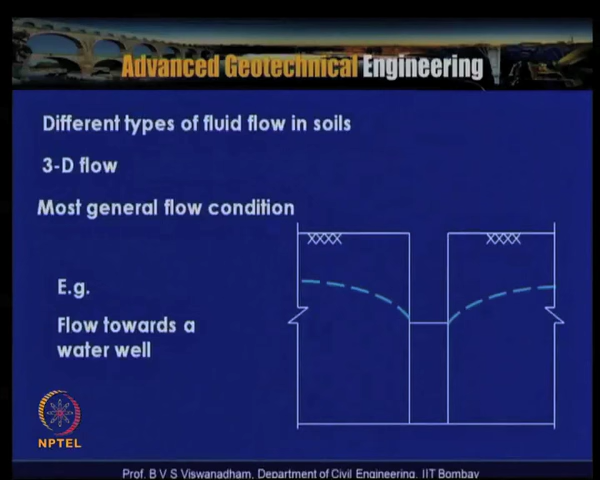 Advanced Geotechnical Engineering
Different types of fluid flow in soils
3-D flow
Most general flow condition
E.g.
Flow towards a
water well
NPTEL
Prof. B V S Viswanadham, Department of Civil Engineering, IIT Bombay